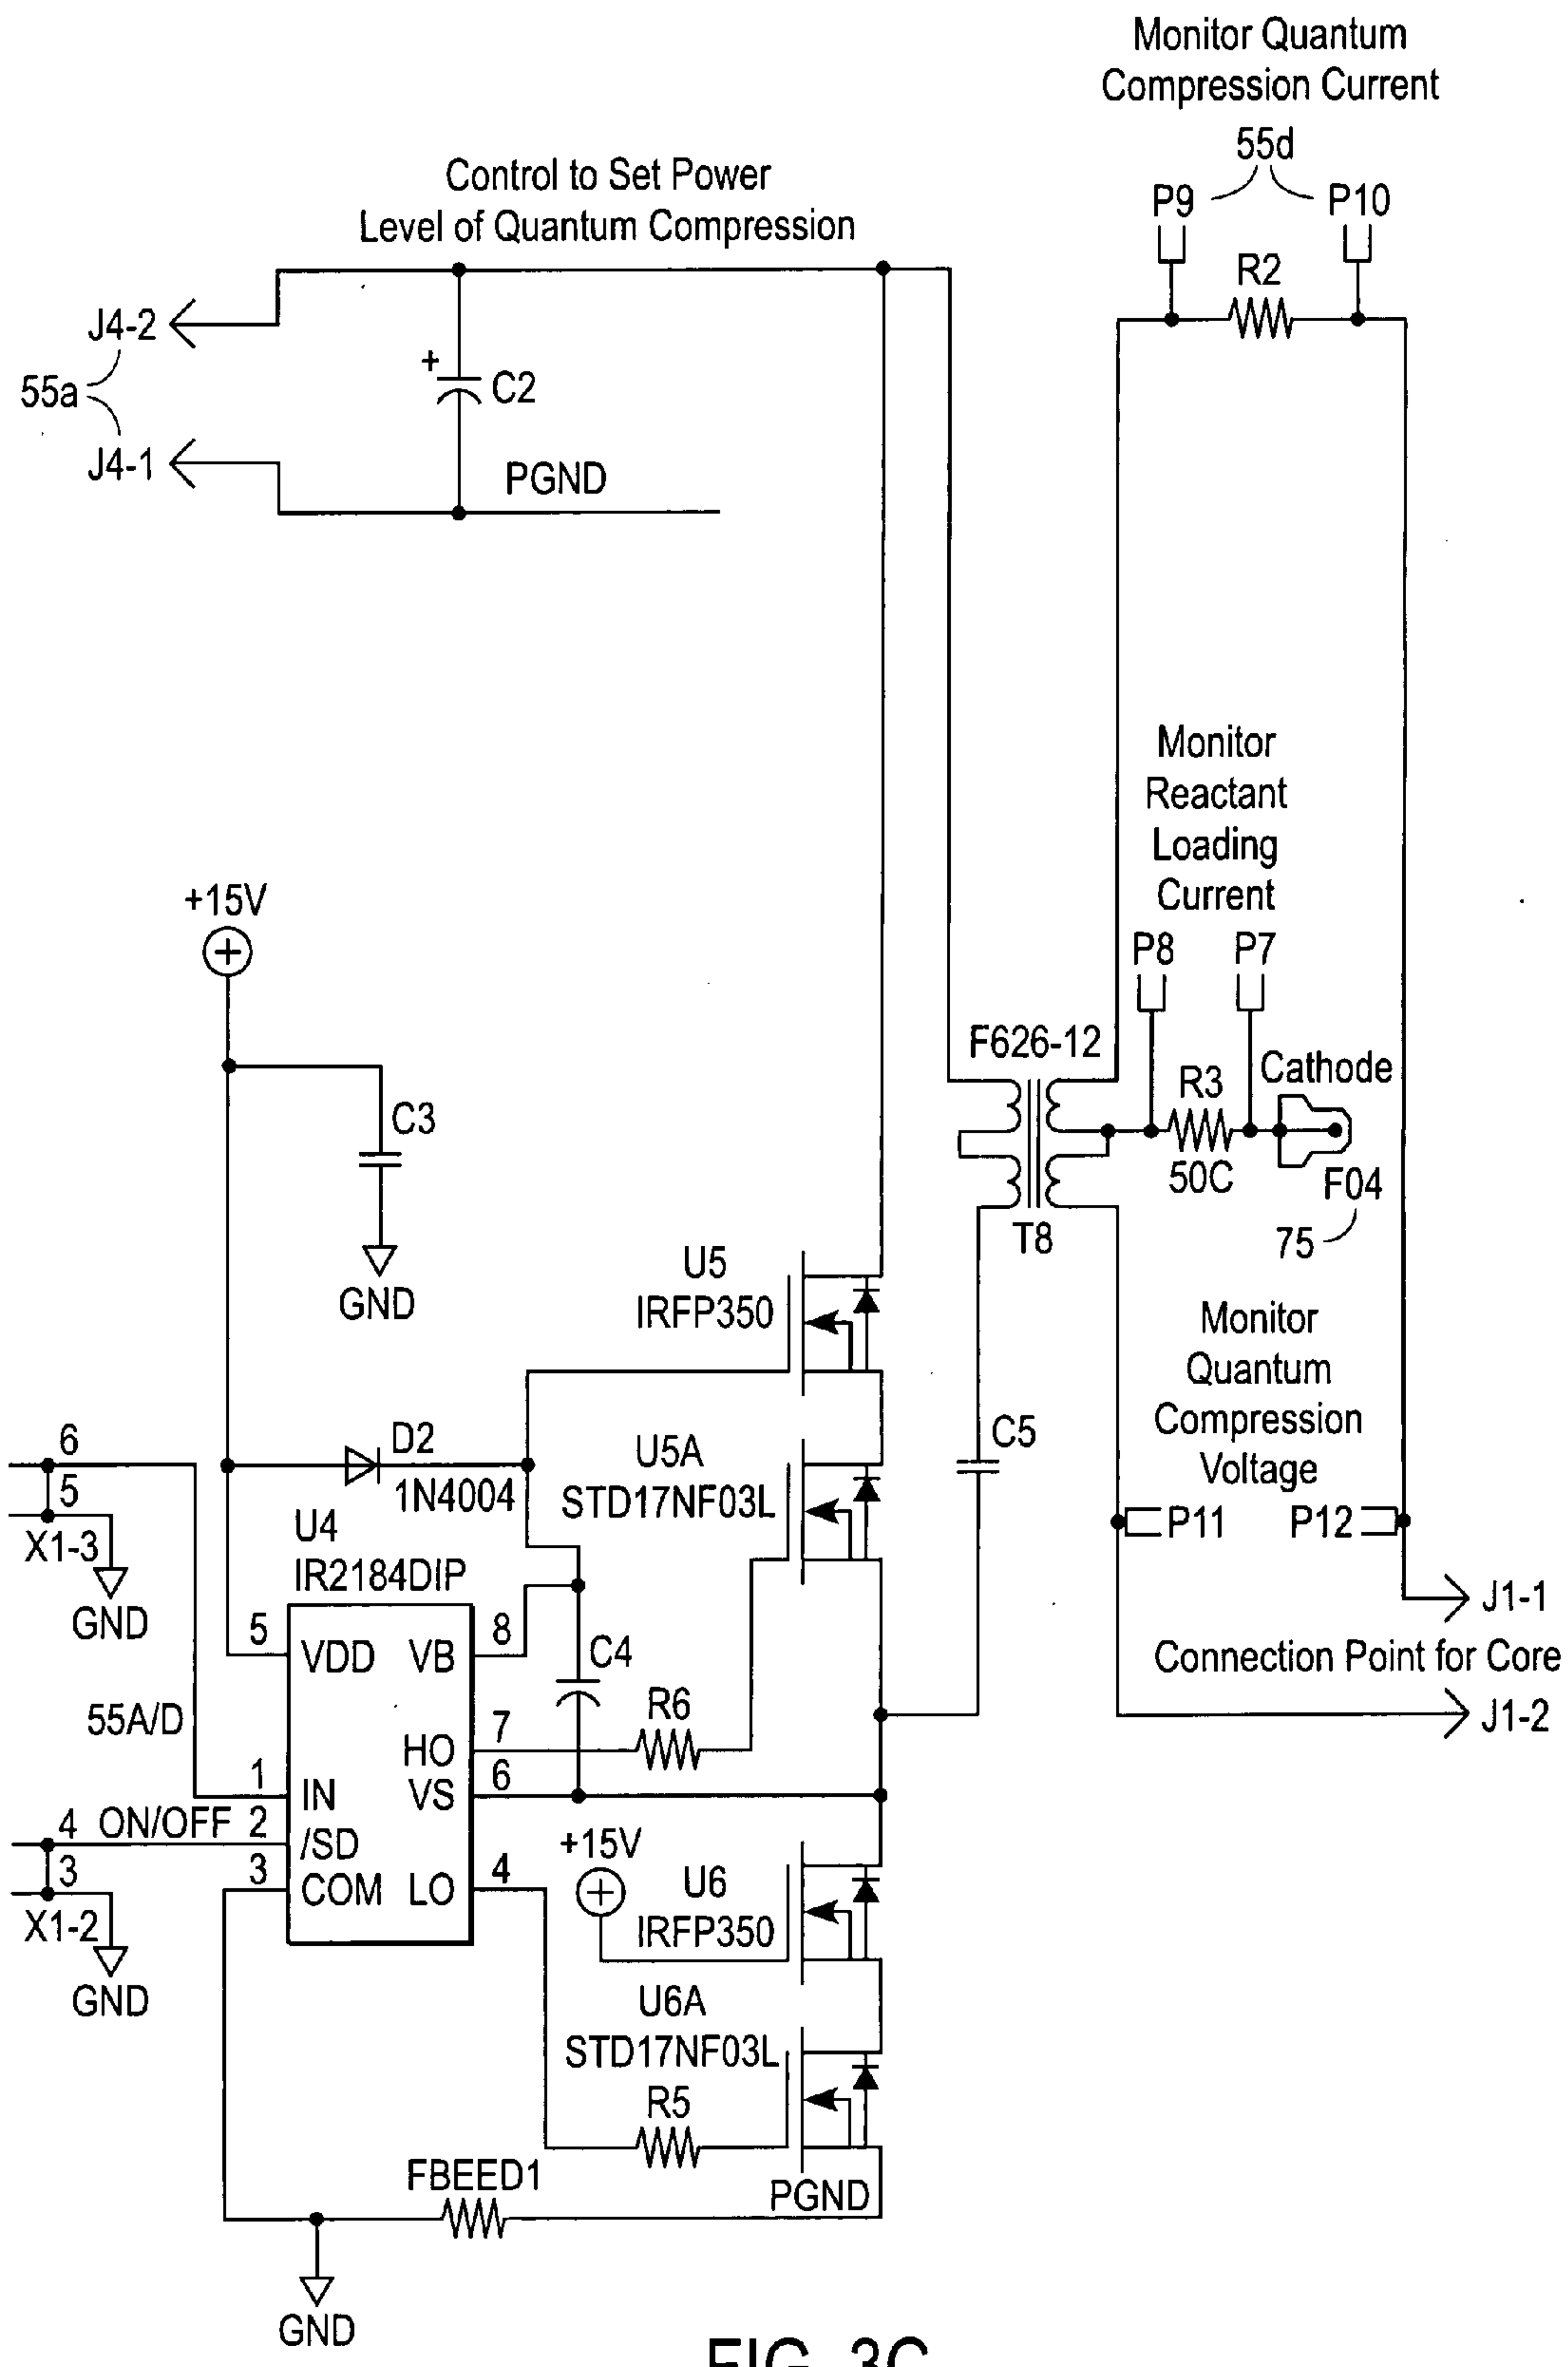 Monitor Quantum
Compression Current
55d
P9
P10
R2
Control to Set Power
Level of Quantum Compression
J4-2
55a
J4-1
+
C2
PGND
Monitor
Reactant
Loading
Current
P8
P7
+15V
C3
GND
F626-12
R3
Cathode
50C
F04
75
T8
U5
IRFP350
Monitor
Quantum
Compression
Voltage
P11
P12
C5
6
5
X1-3
GND
D2
1N4004
U5A
STD17NF03L
U4
IR2184DIP
5
VDD
VB
8
C4
R6
55A/D
HO
7
1
IN
VS
6
4
ON/OFF
2
/SD
3
3
COM
LO
4
X1-2
GND
J1-1
Connection Point for Core
J1-2
+15V
U6
IRFP350
U6A
STD17NF03L
R5
FBEED1
PGND
GND
FIG. 3C